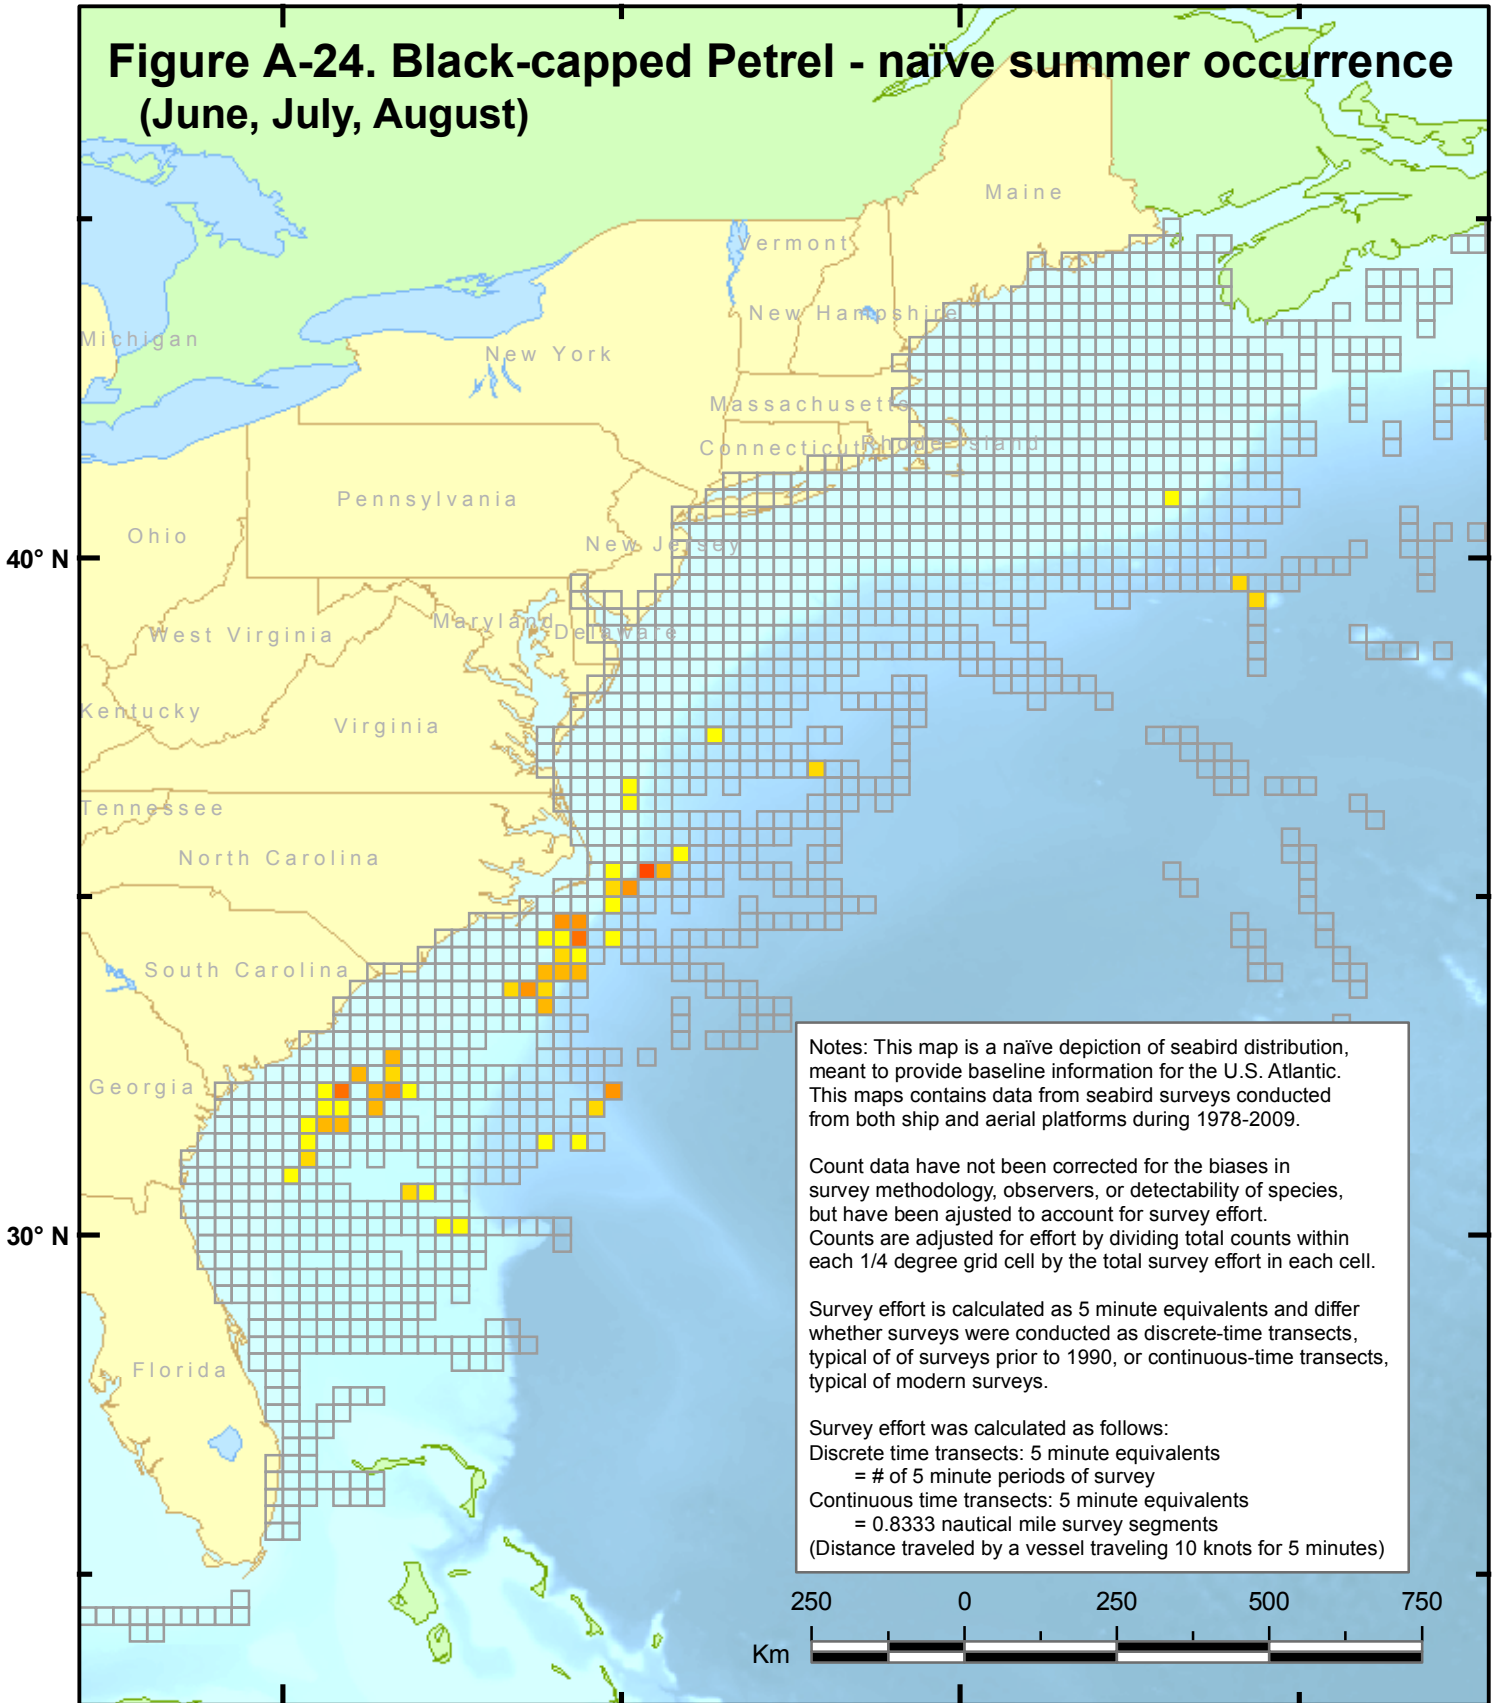 Figure A-24. Black-capped Petrel - naïve summer occurrence
(June, July, August)
Maine
Vermont
New Hampshire
Michigan
New York
Massachusetts
Connecticut
Rhode Island
Pennsylvania
Ohio
New Jersey
40° N
Maryland
Delaware
West Virginia
Kentucky
Virginia
Tennessee
North Carolina
South Carolina
Georgia
30° N
Florida
Notes: This map is a naïve depiction of seabird distribution,
meant to provide baseline information for the U.S. Atlantic.
This maps contains data from seabird surveys conducted
from both ship and aerial platforms during 1978-2009.
Count data have not been corrected for the biases in
survey methodology, observers, or detectability of species,
but have been ajusted to account for survey effort.
Counts are adjusted for effort by dividing total counts within
each 1/4 degree grid cell by the total survey effort in each cell.
Survey effort is calculated as 5 minute equivalents and differ
whether surveys were conducted as discrete-time transects,
typical of of surveys prior to 1990, or continuous-time transects,
typical of modern surveys.
Survey effort was calculated as follows:
Discrete time transects: 5 minute equivalents
= # of 5 minute periods of survey
Continuous time transects: 5 minute equivalents
= 0.8333 nautical mile survey segments
(Distance traveled by a vessel traveling 10 knots for 5 minutes)
250 0 250 500 750
Km